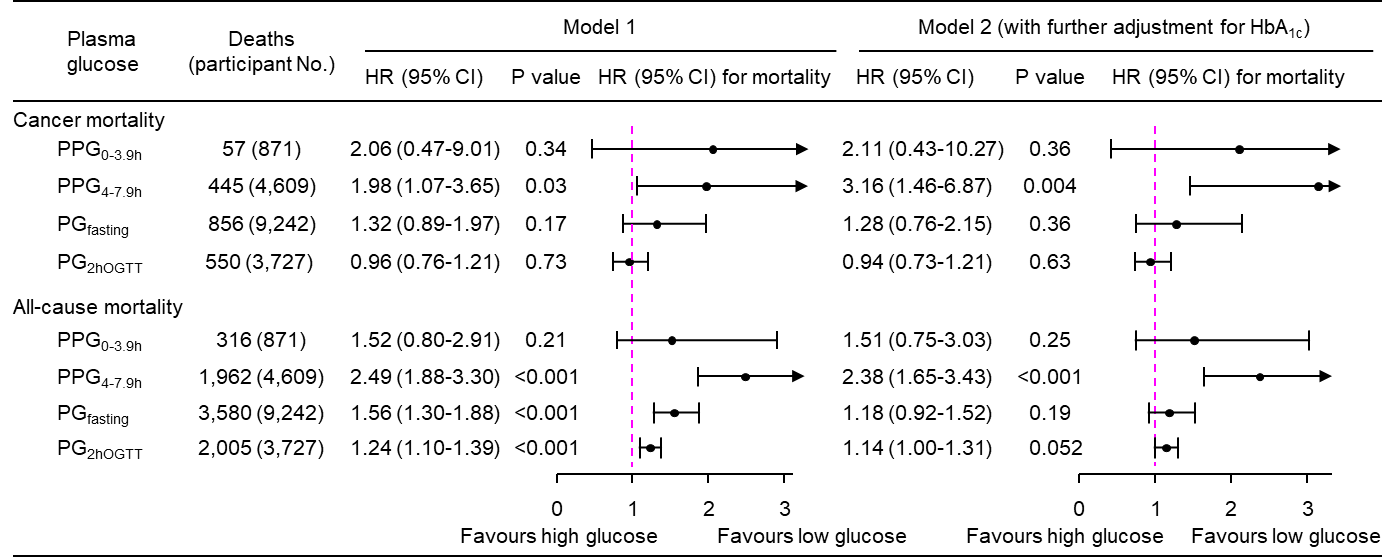 Plasma glucose Deaths (participant No.) Model 1 Model 2 (with further adjustment for HbA1c)
HR (95% CI) P value HR (95% CI) for mortality HR (95% CI) P value HR (95% CI) for mortality
Cancer mortality
PPG0-3.9h 57 (871) 2.06 (0.47-9.01) 0.34 2.11 (0.43-10.27) 0.36
PPG4-7.9h 445 (4,609) 1.98 (1.07-3.65) 0.03 3.16 (1.46-6.87) 0.004
PGfasting 856 (9,242) 1.32 (0.89-1.97) 0.17 1.28 (0.76-2.15) 0.36
PG2hOGTT 550 (3,727) 0.96 (0.76-1.21) 0.73 0.94 (0.73-1.21) 0.63
All-cause mortality
PPG0-3.9h 316 (871) 1.52 (0.80-2.91) 0.21 1.51 (0.75-3.03) 0.25
PPG4-7.9h 1,962 (4,609) 2.49 (1.88-3.30) <0.001 2.38 (1.65-3.43) <0.001
PGfasting 3,580 (9,242) 1.56 (1.30-1.88) <0.001 1.18 (0.92-1.52) 0.19
PG2hOGTT 2,005 (3,727) 1.24 (1.10-1.39) <0.001 1.14 (1.00-1.31) 0.052
0 1 2 3 0 1 2 3
Favours high glucose Favours low glucose Favours high glucose Favours low glucose